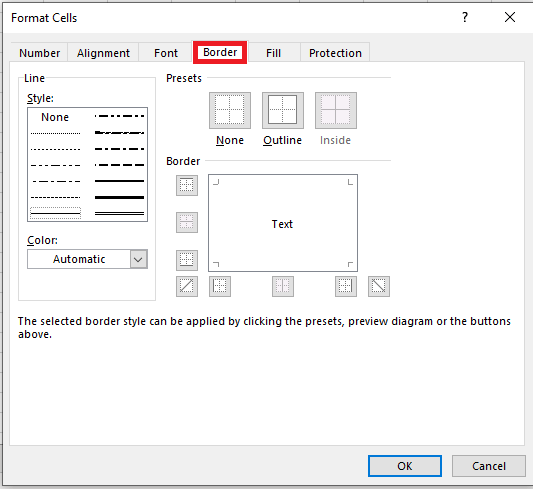 Format Cells
?
Number Alignment Font Border Fill Protection
Line
Style:
None
Color:
Automatic
Presets
None Outline Inside
Border
Text
The selected border style can be applied by clicking the presets, preview diagram or the buttons
above.
OK Cancel